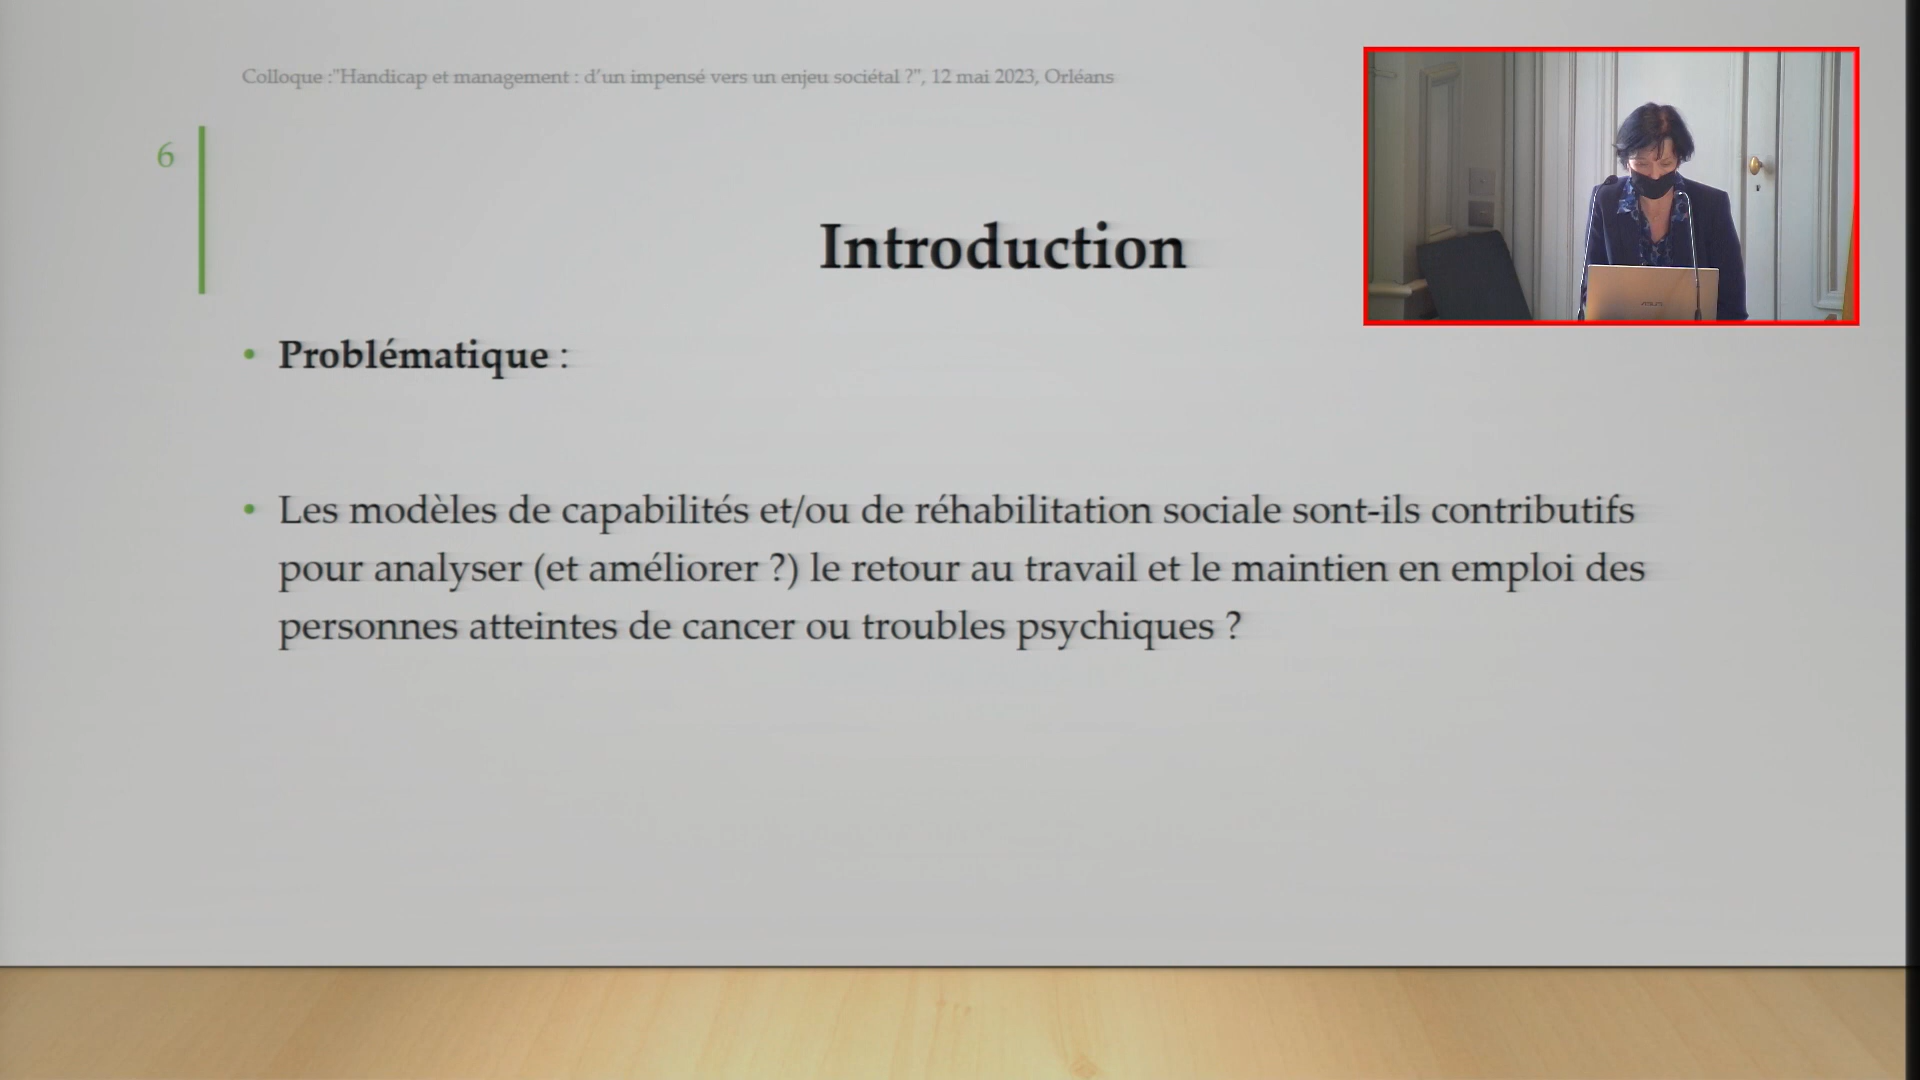 Colloque :"Handicap et management : d’un impensé vers un enjeu sociétal ?", 12 mai 2023, Orléans
6
Introduction
• Problématique :
• Les modèles de capabilités et/ou de réhabilitation sociale sont-ils contributifs
pour analyser (et améliorer ?) le retour au travail et le maintien en emploi des
personnes atteintes de cancer ou troubles psychiques ?